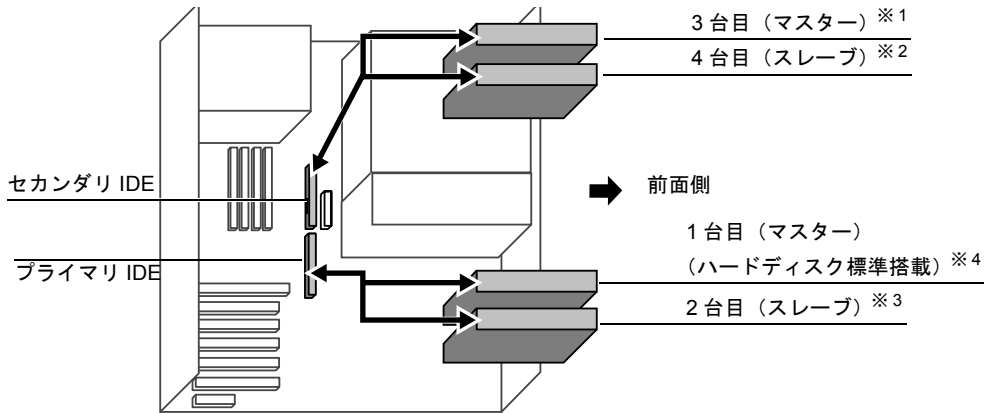 3 台目（マスター）※1
4 台目（スレーブ）※2
セカンダリ IDE
前面側
1 台目（マスター）
（ハードディスク標準搭載）※4
プライマリ IDE
2 台目（スレーブ）※3